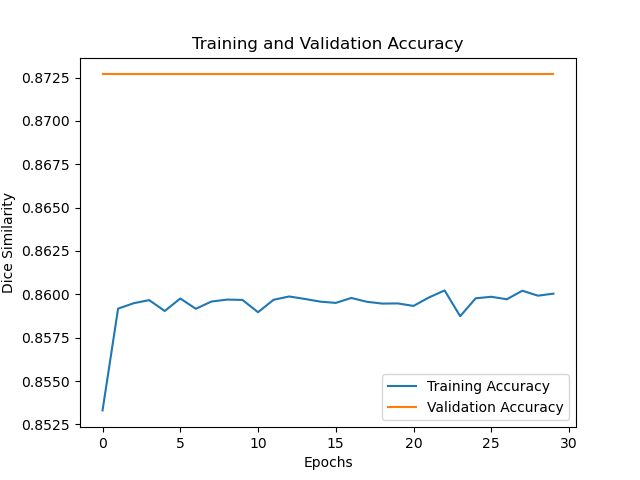 Training and Validation Accuracy
Dice Similarity
0.8725
0.8700
0.8675
0.8650
0.8625
0.8600
0.8575
0.8550
0.8525
Training Accuracy
Validation Accuracy
0 5 10 15 20 25 30
Epochs